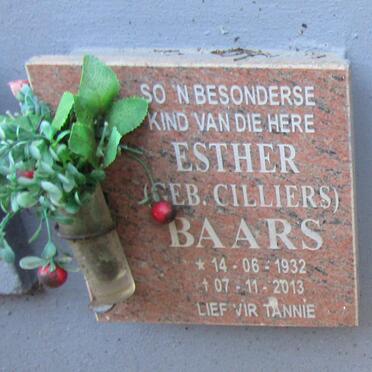 SO 'N BESONDERSE
KIND VAN DIE HERE
ESTHER
(GEB. CILLIERS)
BAARS
* 14 - 06 - 1932
† 07 - 11 - 2013
LIEF VIR TANNIE